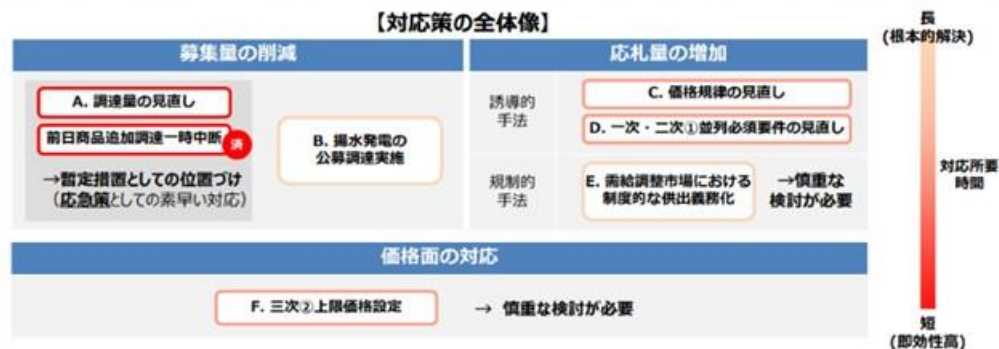 【対応策の全体像】
募集量の削減
A. 調達量の見直し
前日商品追加調達一時中断
済
→暫定措置としての位置づけ
（応急策としての素早い対応）
B. 揚水発電の
公募調達実施
応札量の増加
誘導的
手法
C. 価格規律の見直し
D. 一次・二次①並列必須要件の見直し
規制的
手法
E. 需給調整市場における
制度的な供出義務化
→慎重な
検討が必要
価格面の対応
F. 三次②上限価格設定
→ 慎重な検討が必要
長
(根本的解決)
対応所要
時間
短
(即効性高)